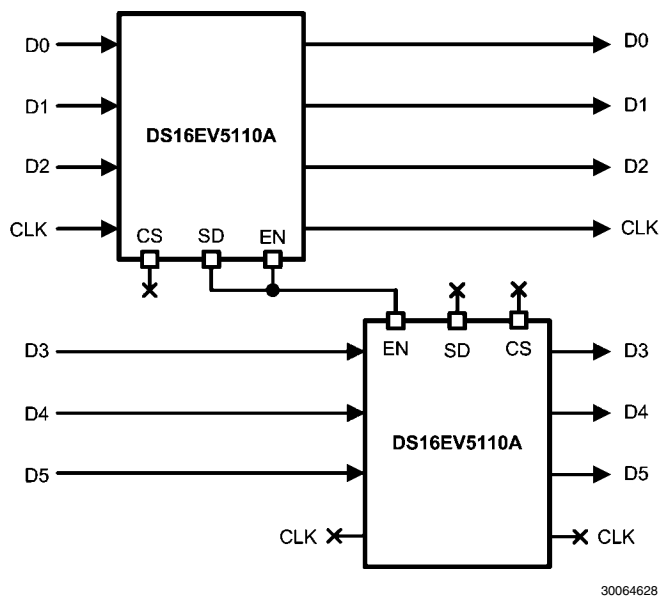 D0 D0
D1 D1
DS16EV5110A
D2 D2
CLK CLK
CS SD EN
D3 EN SD CS D3
D4 D4
DS16EV5110A
D5 D5
CLK CLK
30064628